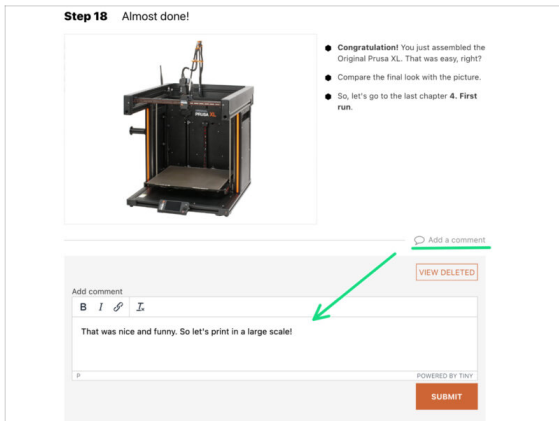 Step 18 Almost done!
PRUSA XL
Congratulation! You just assembled the
Original Prusa XL. That was easy, right?
Compare the final look with the picture.
So, let's go to the last chapter 4. First
run.
Add a comment
VIEW DELETED
Add comment
B I
That was nice and funny. So let's print in a large scale!
P POWERED BY TINY
SUBMIT